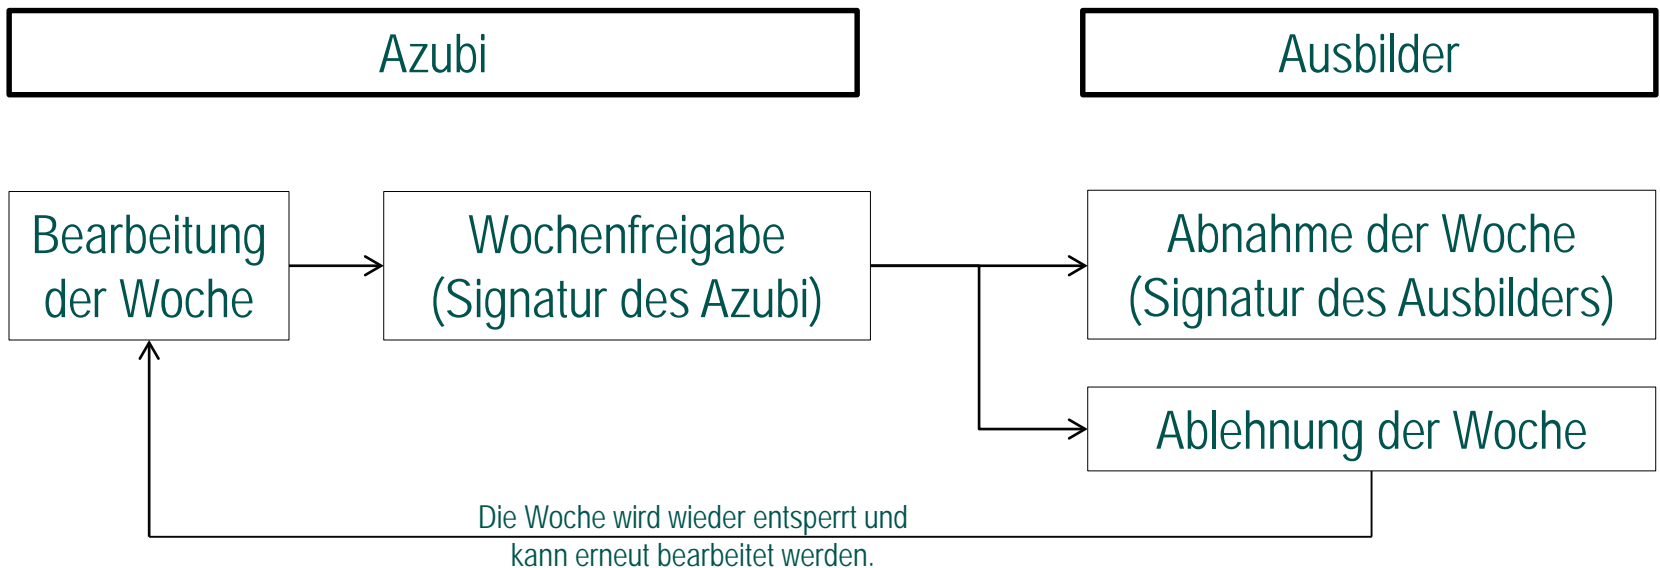 Azubi
Ausbilder
Bearbeitung
der Woche
Wochenfreigabe
(Signatur des Azubi)
Abnahme der Woche
(Signatur des Ausbilders)
Ablehnung der Woche
Die Woche wird wieder entsperrt und
kann erneut bearbeitet werden.